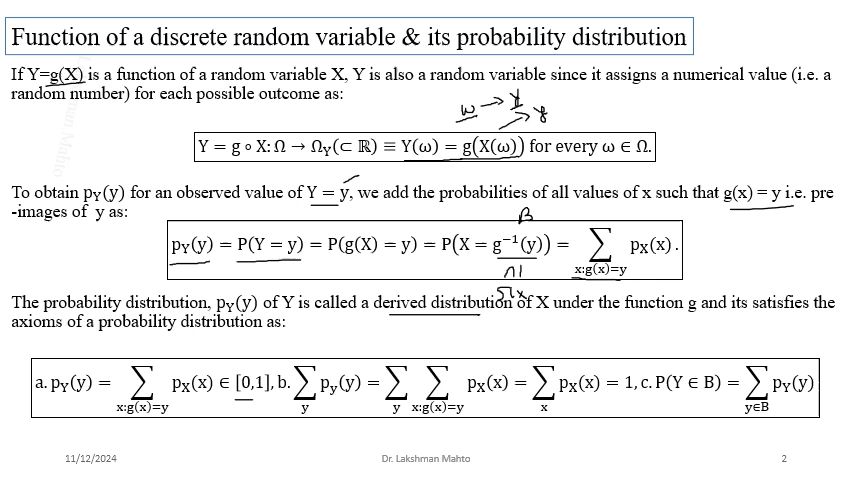 Function of a discrete random variable & its probability distribution
If Y=g(X) is a function of a random variable X, Y is also a random variable since it assigns a numerical value (i.e. a
random number) for each possible outcome as:
ω → x
→ y
Y = g ∘ X: Ω → Ω_Y(⊂ ℝ) ≡ Y(ω) = g(X(ω)) for every ω ∈ Ω.
To obtain p_Y(y) for an observed value of Y = y, we add the probabilities of all values of x such that g(x) = y i.e. pre
-images of y as:
B
p_Y(y) = P(Y = y) = P(g(X) = y) = P(X = g⁻¹(y)) = ∑ p_X(x).
x:g(x)=y
The probability distribution, p_Y(y) of Y is called a derived distribution of X under the function g and its satisfies the
axioms of a probability distribution as:
a. p_Y(y) = ∑ p_X(x) ∈ [0,1], b. ∑ p_y(y) = ∑ ∑ p_X(x) = ∑ p_X(x) = 1, c. P(Y ∈ B) = ∑ p_Y(y)
x:g(x)=y y y x:g(x)=y x y∈B
11/12/2024 Dr. Lakshman Mahto 2